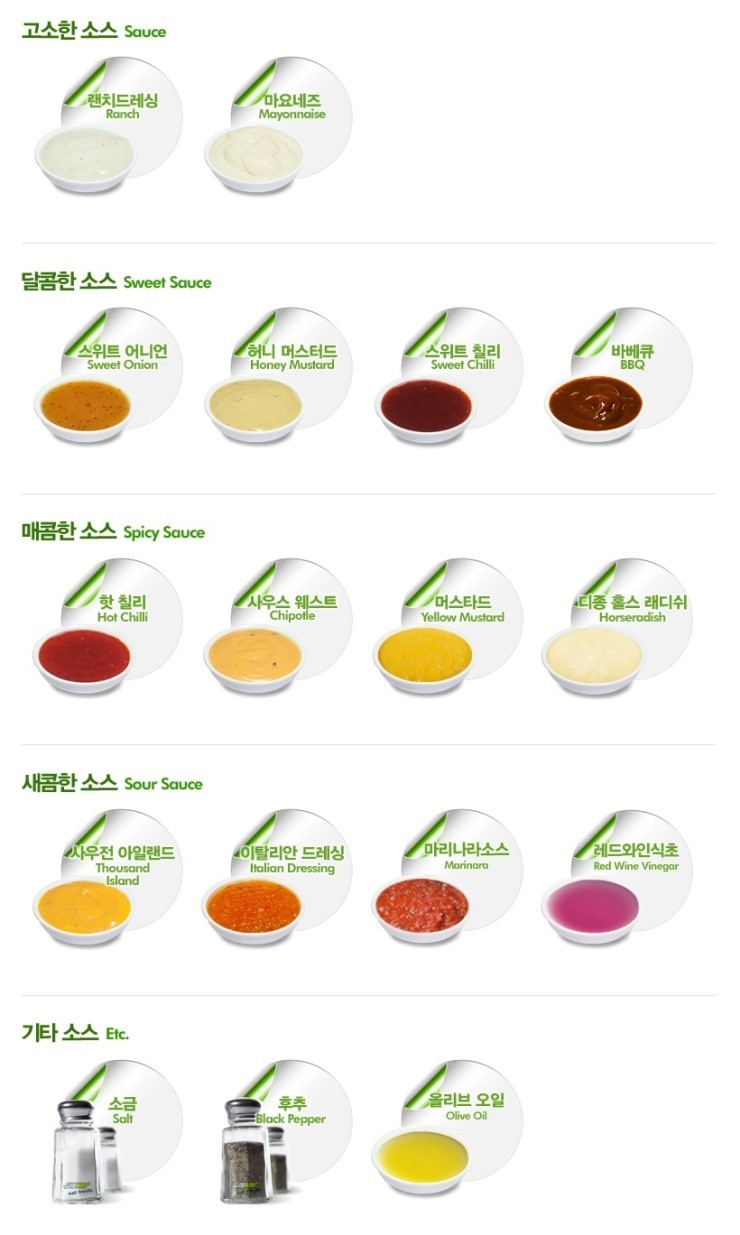 고소한 소스 Sauce
랜치드레싱
Ranch
마요네즈
Mayonnaise
달콤한 소스 Sweet Sauce
스위트 어니언
Sweet Onion
허니 머스터드
Honey Mustard
스위트 칠리
Sweet Chilli
바베큐
BBQ
매콤한 소스 Spicy Sauce
핫 칠리
Hot Chilli
사우스 웨스트
Chipotle
머스타드
Yellow Mustard
디종 홀스 래디쉬
Horseradish
새콤한 소스 Sour Sauce
사우전 아일랜드
Thousand
Island
이탈리안 드레싱
Italian Dressing
마리나라소스
Marinara
레드와인식초
Red Wine Vinegar
기타 소스 Etc.
소금
Salt
SUBWAY
eat fresh.
후추
Black Pepper
SUBWAY
올리브 오일
Olive Oil